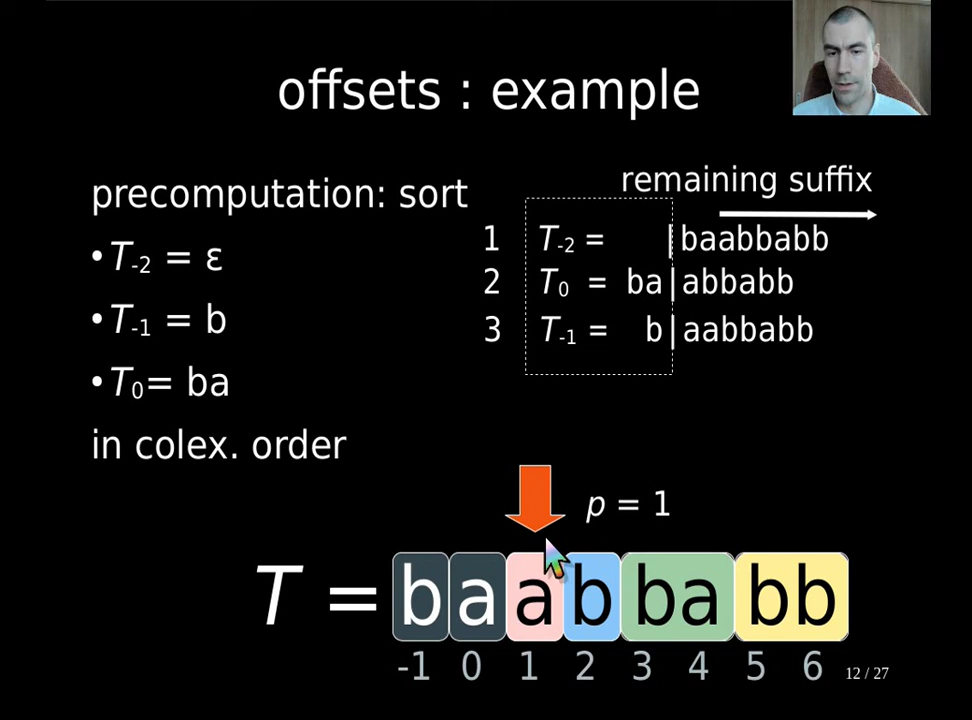 offsets : example
precomputation: sort
•T-2 = ε
•T-1 = b
•T0= ba
in colex. order
remaining suffix
1 T-2 = |baabbabb
2 T0 = ba|abbabb
3 T-1 = b|aabbabb
p = 1
T = baabbabb
-1 0 1 2 3 4 5 6
12 / 27